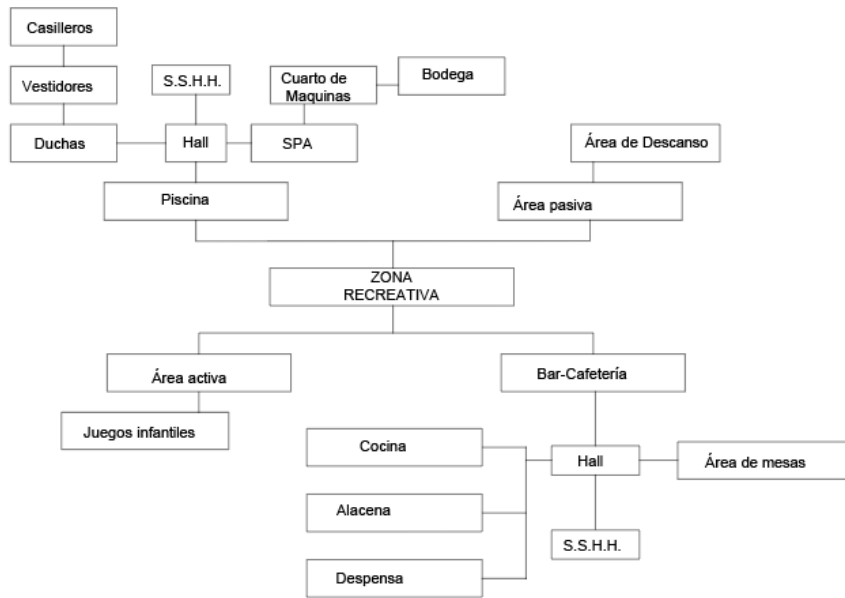 Casilleros
Vestidores
S.S.H.H.
Cuarto de
Maquinas
Bodega
Duchas
Hall
SPA
Área de Descanso
Piscina
Área pasiva
ZONA
RECREATIVA
Área activa
Bar-Cafetería
Juegos infantiles
Cocina
Hall
Área de mesas
Alacena
S.S.H.H.
Despensa